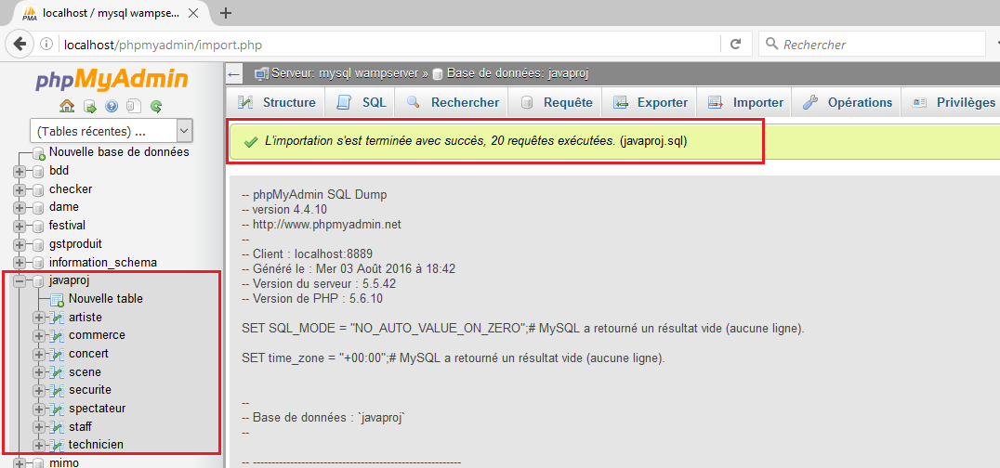 localhost / mysql wampse...
localhost/phpmyadmin/import.php
Rechercher
phpMyAdmin
(Tables récentes) ...
Nouvelle base de données
bdd
checker
dame
festival
gstproduit
information_schema
javaproj
Nouvelle table
artiste
commerce
concert
scene
securite
spectateur
staff
technicien
mimo
Serveur: mysql wampserver » Base de données: javaproj
Structure SQL Rechercher Requête Exporter Importer Opérations Privilèges
L'importation s'est terminée avec succès, 20 requêtes exécutées. (javaproj.sql)
-- phpMyAdmin SQL Dump
-- version 4.4.10
-- http://www.phpmyadmin.net
--
-- Client : localhost:8889
-- Généré le : Mer 03 Août 2016 à 18:42
-- Version du serveur : 5.5.42
-- Version de PHP : 5.6.10
SET SQL_MODE = "NO_AUTO_VALUE_ON_ZERO";# MySQL a retourné un résultat vide (aucune ligne).
SET time_zone = "+00:00";# MySQL a retourné un résultat vide (aucune ligne).
--
-- Base de données : `javaproj`
--
-- --------------------------------------------------------